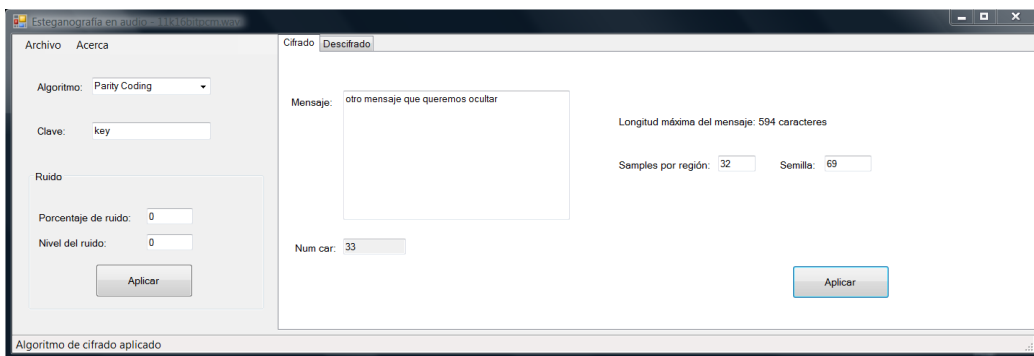 Esteganografía en audio - 11k16bitpcm.wav
Archivo Acerca
Cifrado Descifrado
Algoritmo: Parity Coding
Clave: key
Ruido
Porcentaje de ruido: 0
Nivel del ruido: 0
Aplicar
Mensaje: otro mensaje que queremos ocultar
Num car: 33
Longitud máxima del mensaje: 594 caracteres
Samples por región: 32 Semilla: 69
Aplicar
Algoritmo de cifrado aplicado